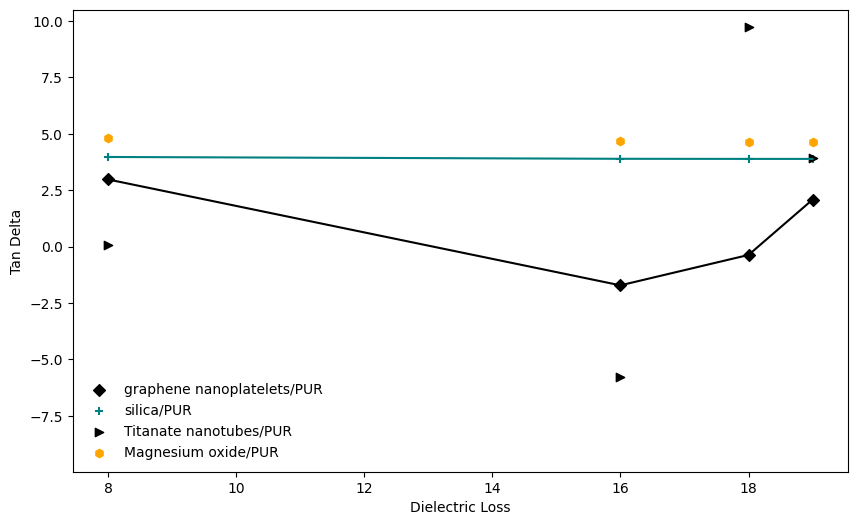 10.0
7.5
5.0
2.5
0.0
−2.5
−5.0
−7.5
Tan Delta
graphene nanoplatelets/PUR
silica/PUR
Titanate nanotubes/PUR
Magnesium oxide/PUR
8 10 12 14 16 18
Dielectric Loss